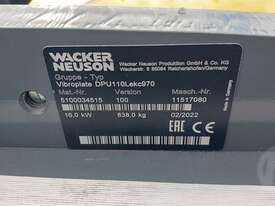 WACKER
NEUSON
Wacker Neuson Produktion GmbH & Co. KG
Wackerstr. 6 85084 Reichertshofen/Germany
Gruppe - Typ
Vibroplate DPU110Lekc970
Mat.-Nr. Version Masch.-Nr.
5100034515 100 11517080
16,0 kW 838,0 kg 02/2022
EAC CE